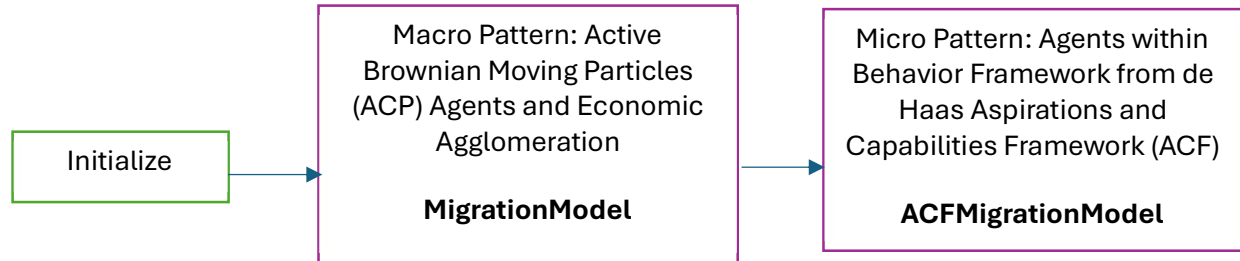 Initialize
Macro Pattern: Active
Brownian Moving Particles
(ACP) Agents and Economic
Agglomeration
MigrationModel
Micro Pattern: Agents within
Behavior Framework from de
Haas Aspirations and
Capabilities Framework (ACF)
ACFMigrationModel